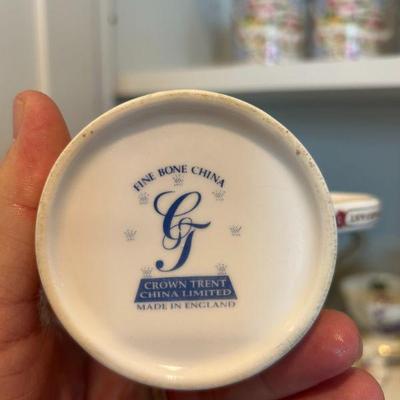 FINE BONE CHINA
CT
CROWN TRENT
CHINA LIMITED
MADE IN ENGLAND